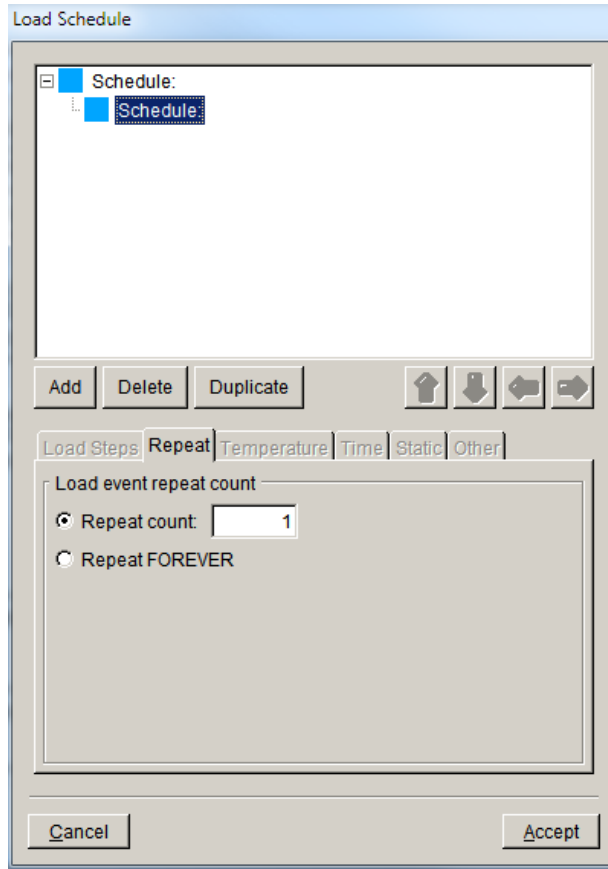 Load Schedule
Schedule:
Schedule:
Add Delete Duplicate
Load Steps Repeat Temperature Time Static Other
Load event repeat count
Repeat count: 1
Repeat FOREVER
Cancel Accept